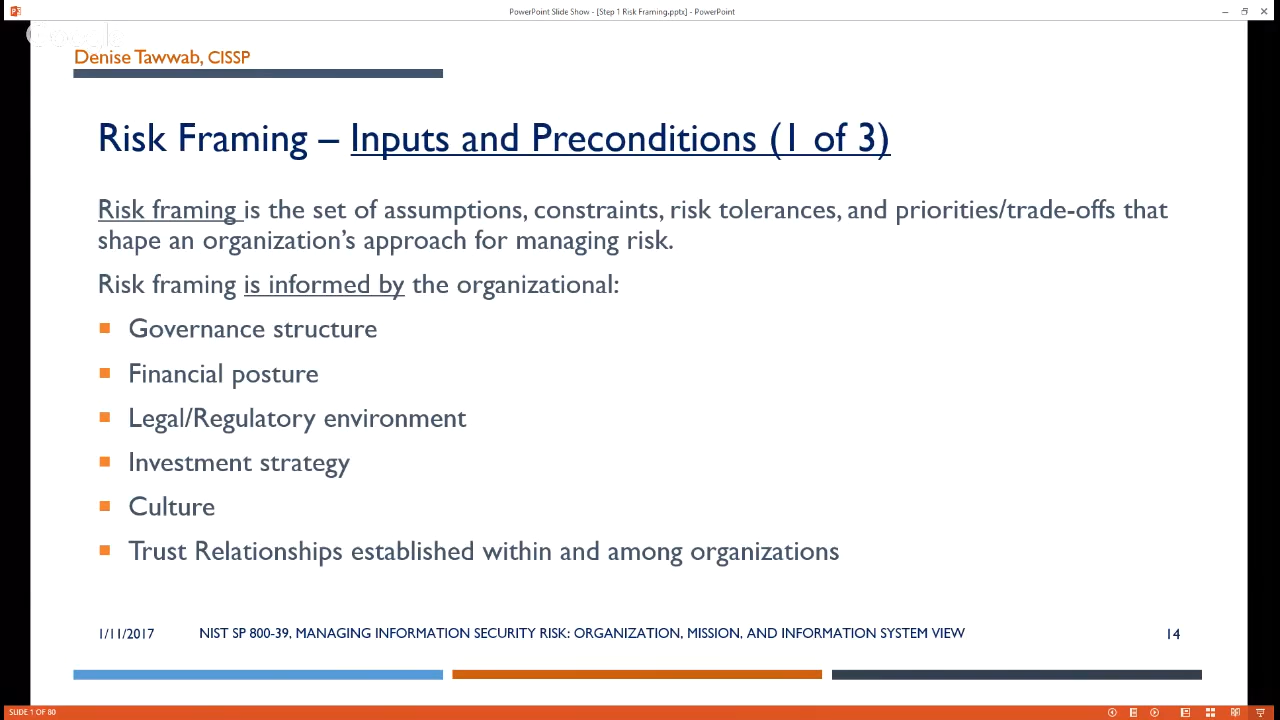 PowerPoint Slide Show - [Step 1 Risk Framing.pptx] - PowerPoint
Denise Tawwab, CISSP
Risk Framing – Inputs and Preconditions (1 of 3)
Risk framing is the set of assumptions, constraints, risk tolerances, and priorities/trade-offs that
shape an organization's approach for managing risk.
Risk framing is informed by the organizational:
Governance structure
Financial posture
Legal/Regulatory environment
Investment strategy
Culture
Trust Relationships established within and among organizations
1/11/2017 NIST SP 800-39, MANAGING INFORMATION SECURITY RISK: ORGANIZATION, MISSION, AND INFORMATION SYSTEM VIEW 14
SLIDE 1 OF 80